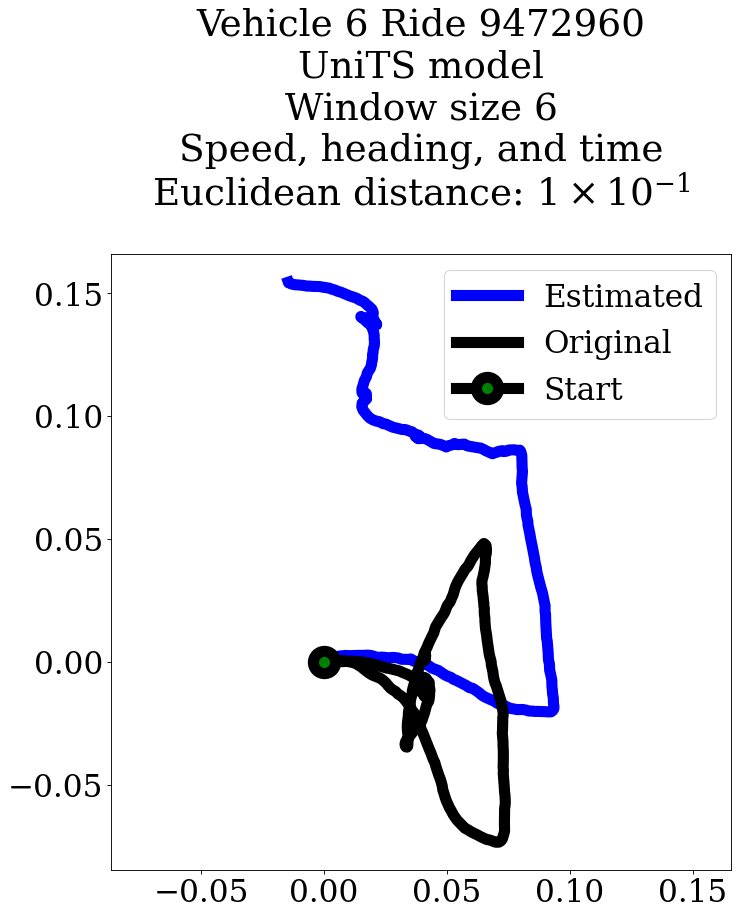 Vehicle 6 Ride 9472960
UniTS model
Window size 6
Speed, heading, and time
Euclidean distance: 1 × 10⁻¹
Estimated
Original
Start
0.15
0.10
0.05
0.00
−0.05
−0.05 0.00 0.05 0.10 0.15